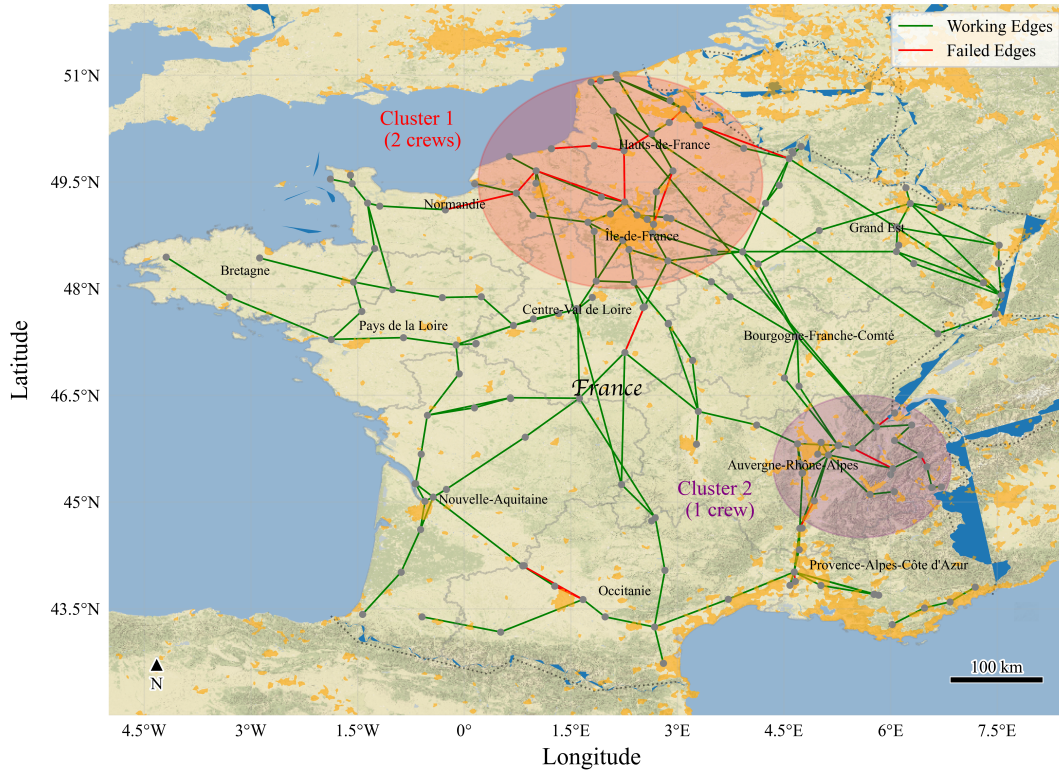 Working Edges
Failed Edges
51°N
49.5°N
48°N
46.5°N
45°N
43.5°N
Latitude
Cluster 1
(2 crews)
Hauts-de-France
Normandie
Île-de-France
Grand Est
Bretagne
Pays de la Loire
Centre-Val de Loire
Bourgogne-Franche-Comté
France
Auvergne-Rhône-Alpes
Cluster 2
(1 crew)
Nouvelle-Aquitaine
Provence-Alpes-Côte d'Azur
Occitanie
N
100 km
4.5°W
3°W
1.5°W
0°
1.5°E
3°E
4.5°E
6°E
7.5°E
Longitude